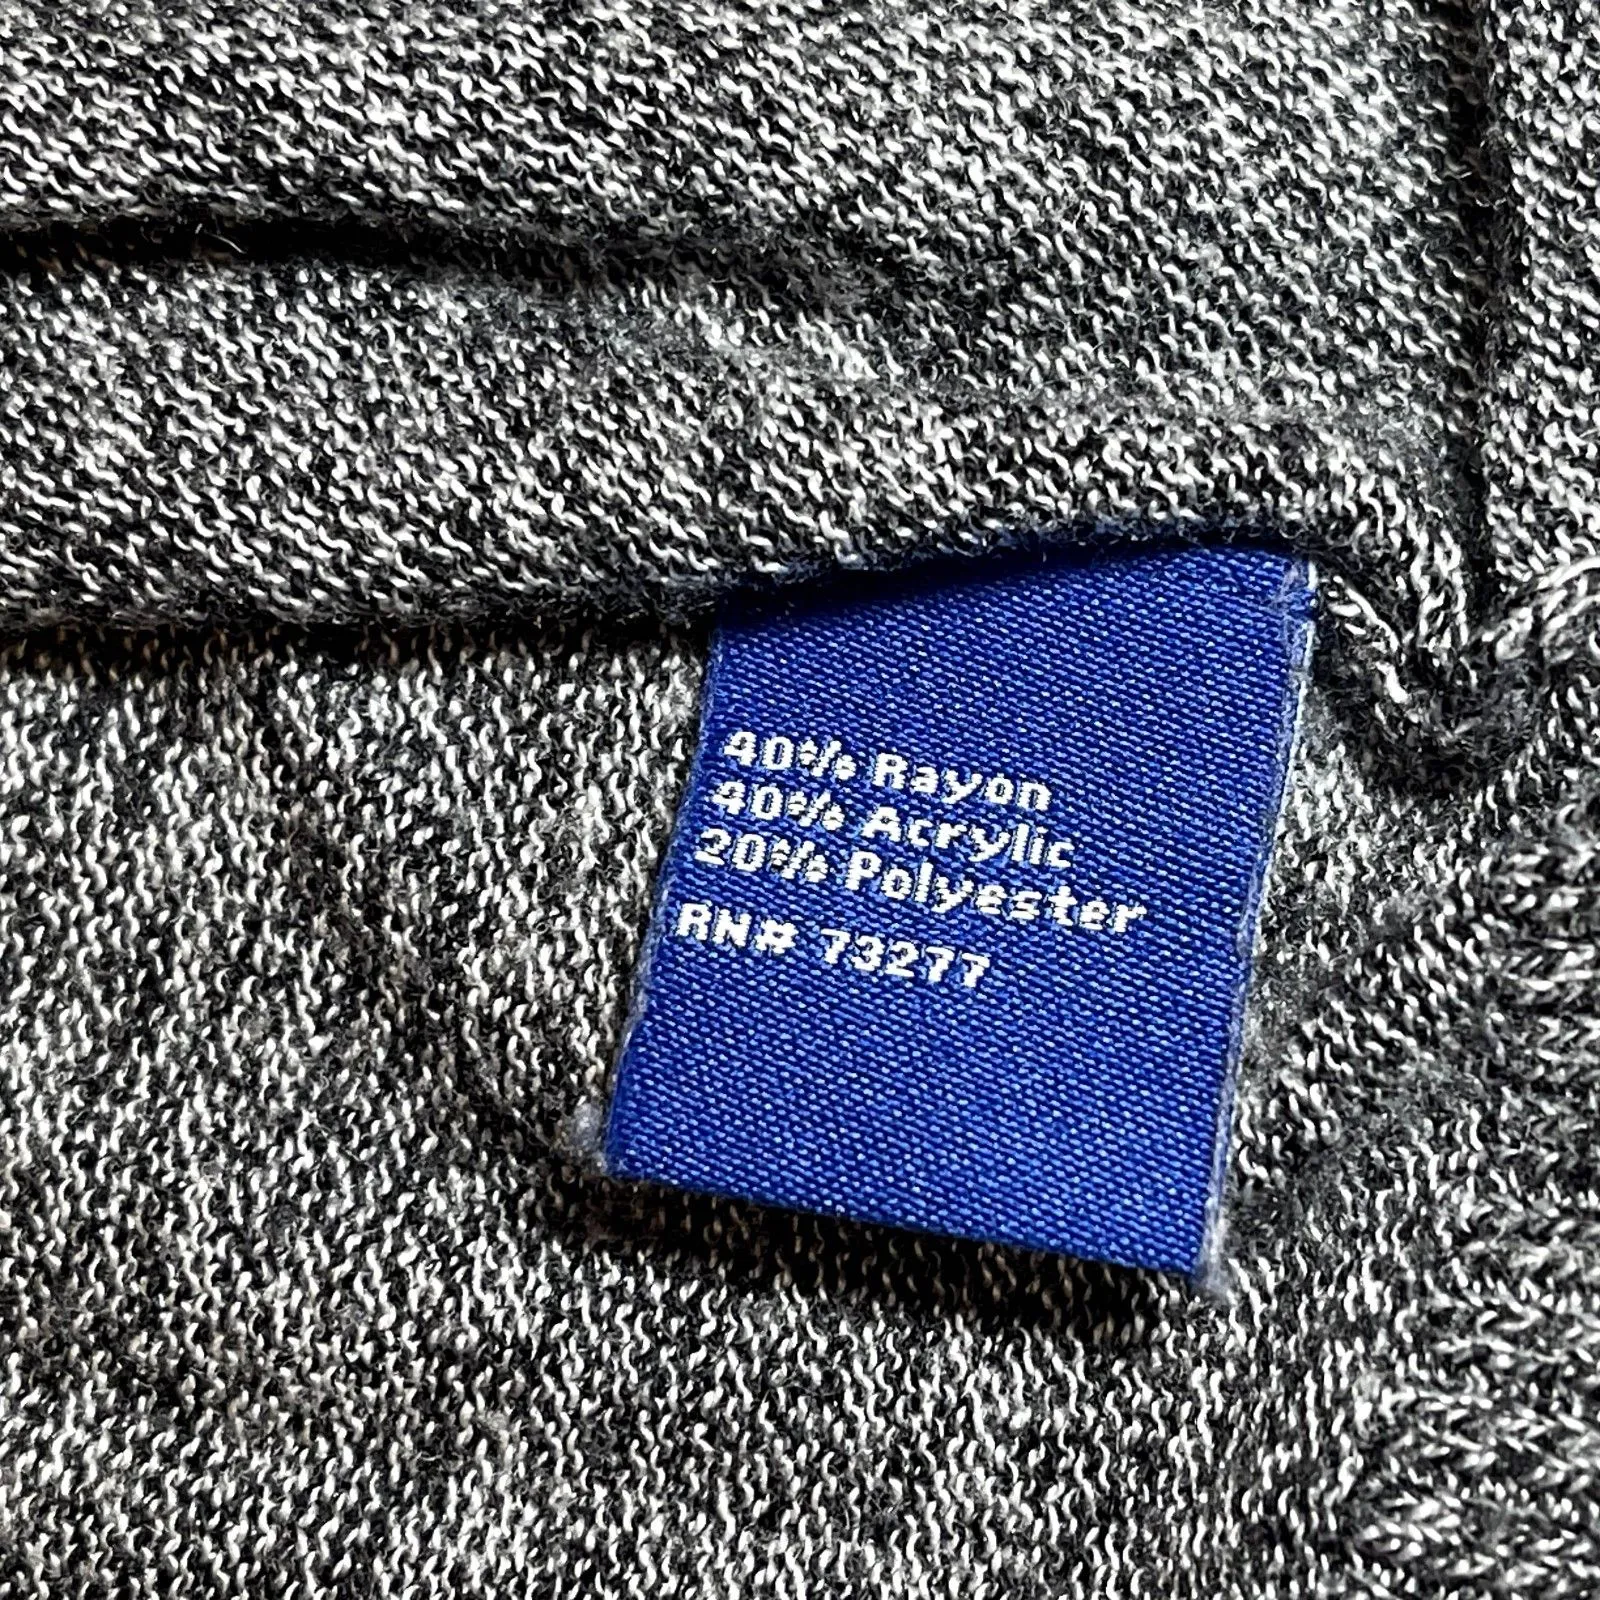 40% Rayon
40% Acrylic
20% Polyester
RN# 73277